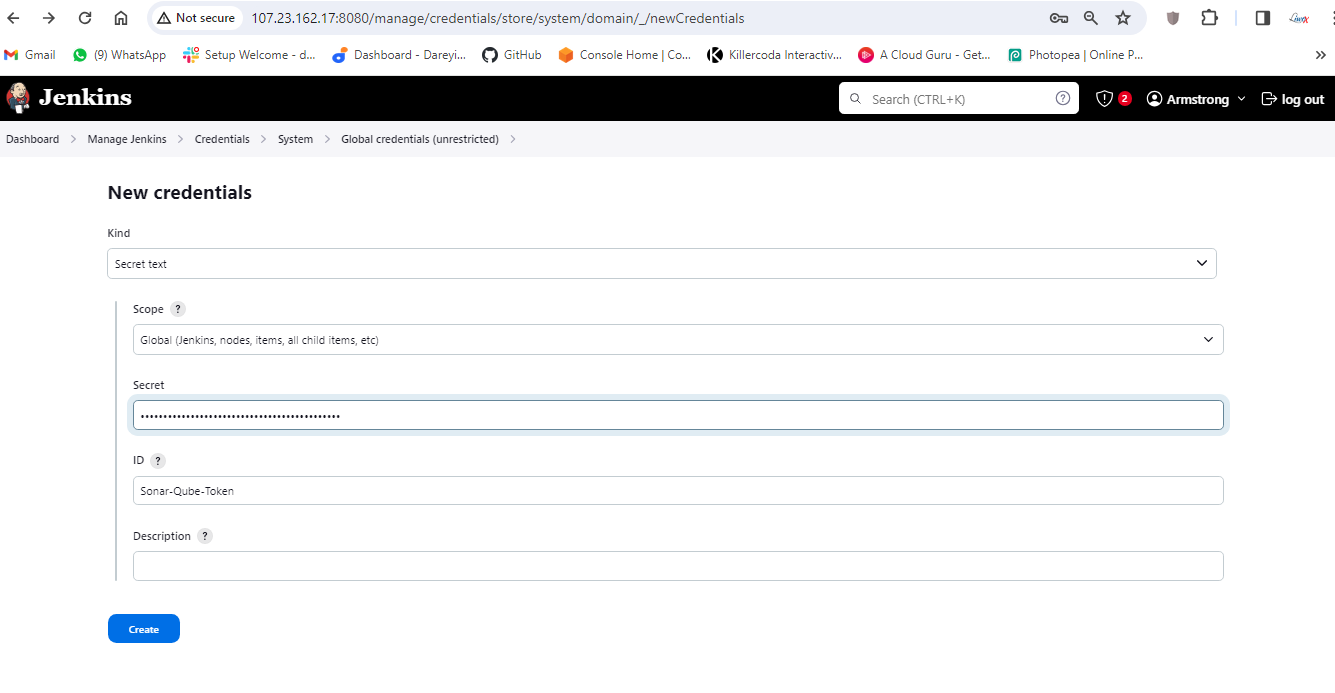 Not secure 107.23.162.17:8080/manage/credentials/store/system/domain/_/newCredentials
Gmail (9) WhatsApp Setup Welcome - d... Dashboard - Dareyi... GitHub Console Home | Co... Killercoda Interactiv... A Cloud Guru - Get... Photopea | Online P... »
Jenkins Search (CTRL+K) ? 2 Armstrong log out
Dashboard > Manage Jenkins > Credentials > System > Global credentials (unrestricted) >
New credentials
Kind
Secret text
Scope ?
Global (Jenkins, nodes, items, all child items, etc)
Secret
••••••••••••••••••••••••••••••••••••••••••••
ID ?
Sonar-Qube-Token
Description ?
Create